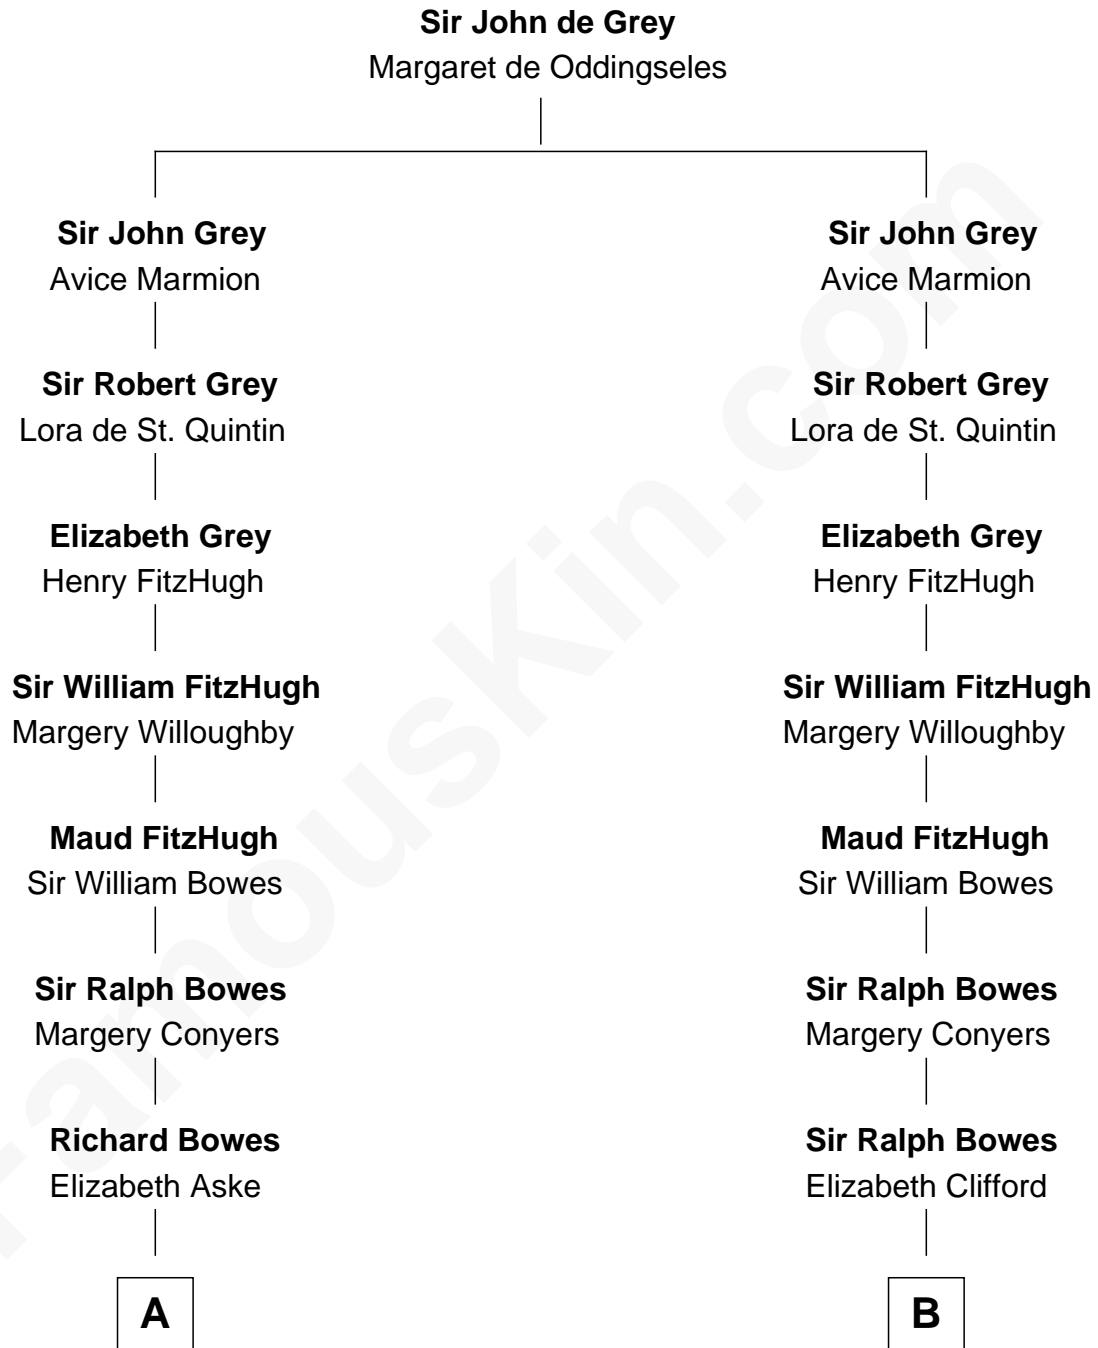 Sir John de Grey
Margaret de Oddingseles
Sir John Grey
Avice Marmion
Sir John Grey
Avice Marmion
Sir Robert Grey
Lora de St. Quintin
Sir Robert Grey
Lora de St. Quintin
Elizabeth Grey
Henry FitzHugh
Elizabeth Grey
Henry FitzHugh
Sir William FitzHugh
Margery Willoughby
Sir William FitzHugh
Margery Willoughby
Maud FitzHugh
Sir William Bowes
Maud FitzHugh
Sir William Bowes
Sir Ralph Bowes
Margery Conyers
Sir Ralph Bowes
Margery Conyers
Richard Bowes
Elizabeth Aske
Sir Ralph Bowes
Elizabeth Clifford
A
B
FamousKin.com